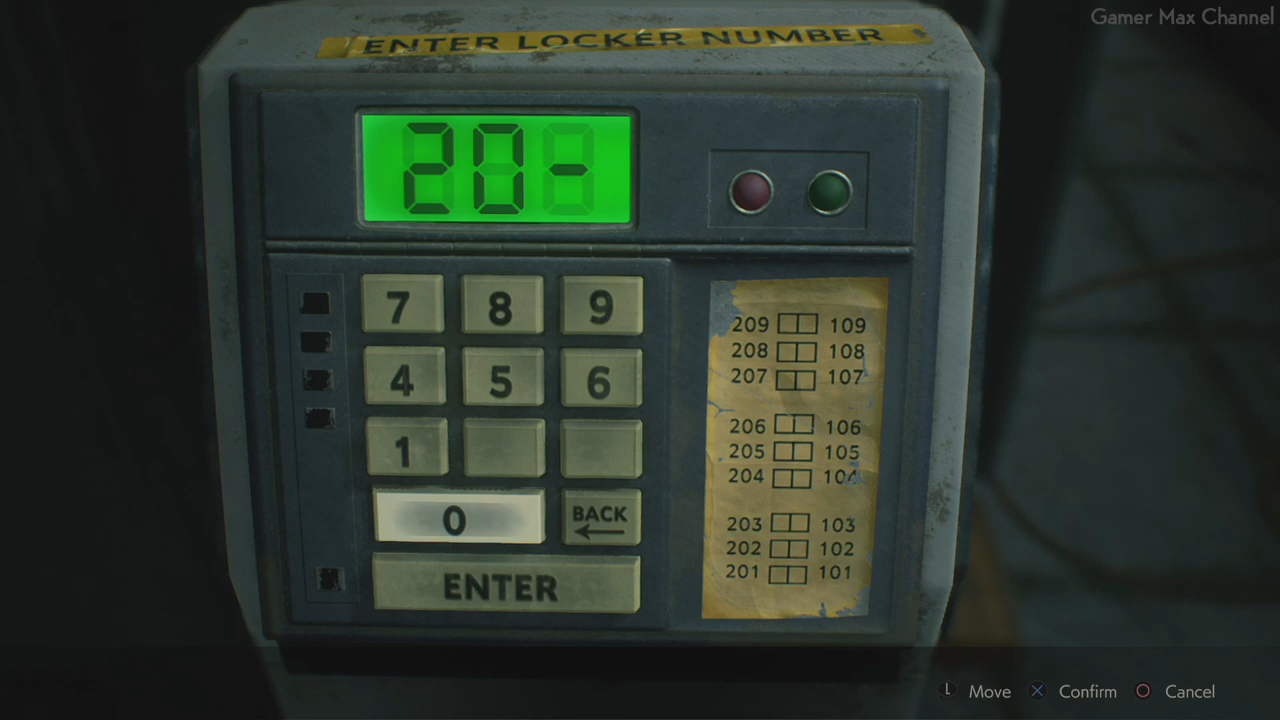 Gamer Max Channel
ENTER LOCKER NUMBER
20-
7 8 9
4 5 6
1
0 BACK
ENTER
209 109
208 108
207 107
206 106
205 105
204 104
203 103
202 102
201 101
L Move X Confirm O Cancel